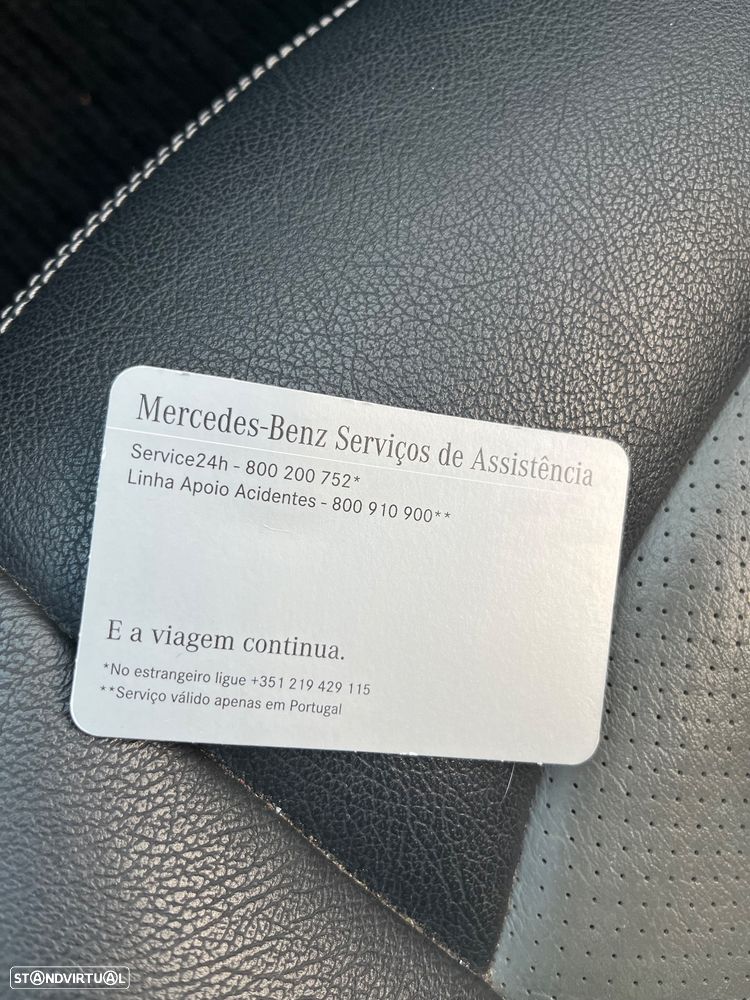 Mercedes-Benz Serviços de Assistência
Service24h - 800 200 752*
Linha Apoio Acidentes - 800 910 900**
E a viagem continua.
*No estrangeiro ligue +351 219 429 115
**Serviço válido apenas em Portugal
STANDVIRTUAL